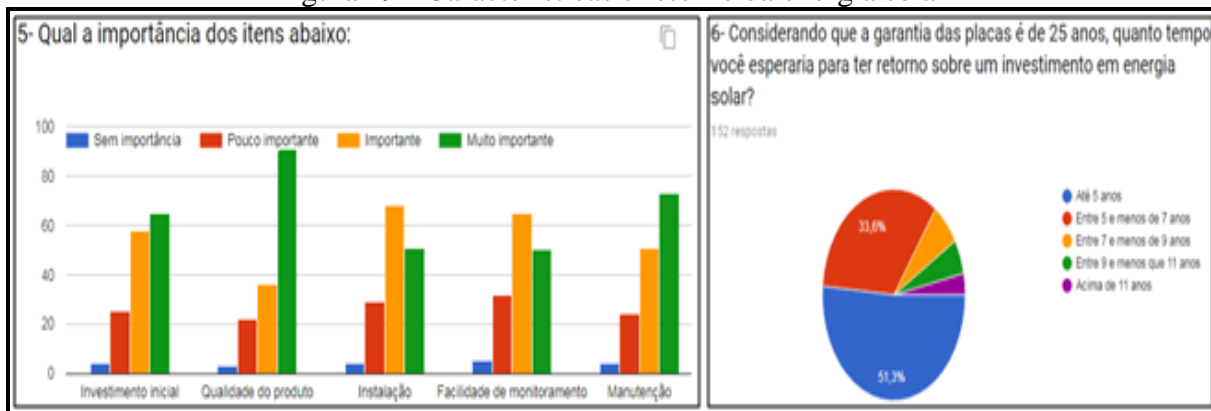 5- Qual a importância dos itens abaixo:
100
Sem importância
Pouco importante
Importante
Muito importante
80
60
40
20
0
Investimento inicial
Qualidade do produto
Instalação
Facilidade de monitoramento
Manutenção
6- Considerando que a garantia das placas é de 25 anos, quanto tempo
você esperaria para ter retorno sobre um investimento em energia
solar?
152 respostas
33,6%
51,3%
Até 5 anos
Entre 5 e menos de 7 anos
Entre 7 e menos de 9 anos
Entre 9 e menos que 11 anos
Acima de 11 anos